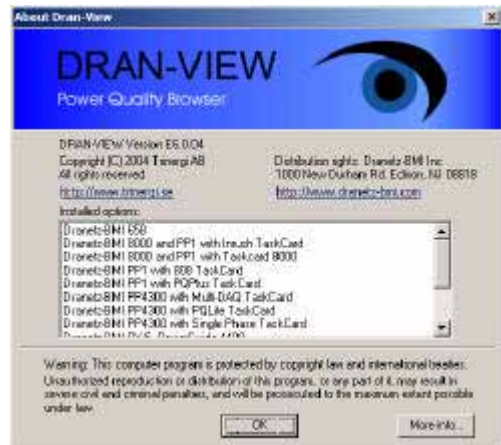 About Dran-View
DRAN-VIEW
Power Quality Browser
DRAN-VIEW Version E6.0.04
Copyright (C) 2004 Trinergi AB
All rights reserved
http://www.trinergi.se
Distribution rights: Dranetz-BMI Inc.
1000 New Durham Rd. Edison, NJ 08818
http://www.dranetz-bmi.com
Installed options:
Dranetz-BMI 658
Dranetz-BMI 8000 and PP1 with Inrush TaskCard
Dranetz-BMI 8000 and PP1 with Taskcard 8000
Dranetz-BMI PP1 with 808 TaskCard
Dranetz-BMI PP1 with PQPlus TaskCard
Dranetz-BMI PP4300 with Multi-DAQ TaskCard
Dranetz-BMI PP4300 with PQLite TaskCard
Dranetz-BMI PP4300 with Single Phase TaskCard
Warning: This computer program is protected by copyright law and international treaties.
Unauthorized reproduction or distribution of this program, or any part of it, may result in
severe civil and criminal penalties, and will be prosecuted to the maximum extent possible
under law.
OK
More info...